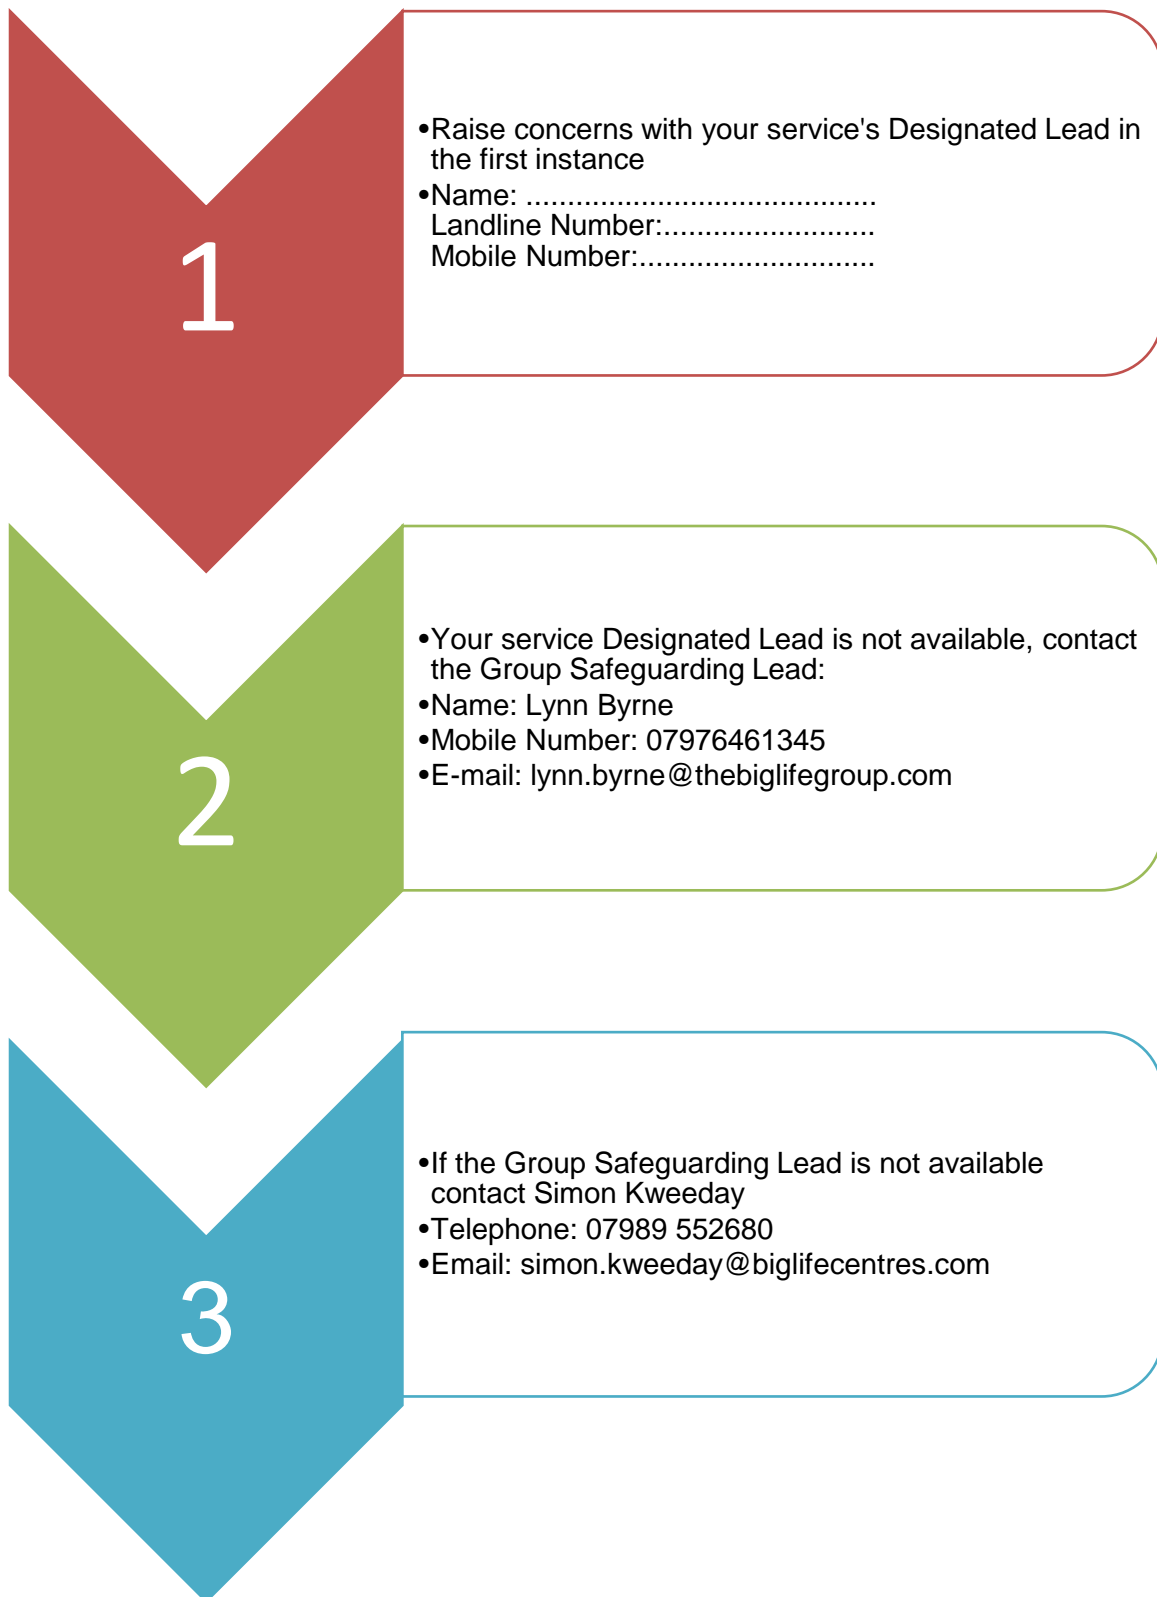 1
•Raise concerns with your service's Designated Lead in
the first instance
•Name: ..........................................
Landline Number:..........................
Mobile Number:.............................
2
•Your service Designated Lead is not available, contact
the Group Safeguarding Lead:
•Name: Lynn Byrne
•Mobile Number: 07976461345
•E-mail: lynn.byrne@thebiglifegroup.com
3
•If the Group Safeguarding Lead is not available
contact Simon Kweeday
•Telephone: 07989 552680
•Email: simon.kweeday@biglifecentres.com